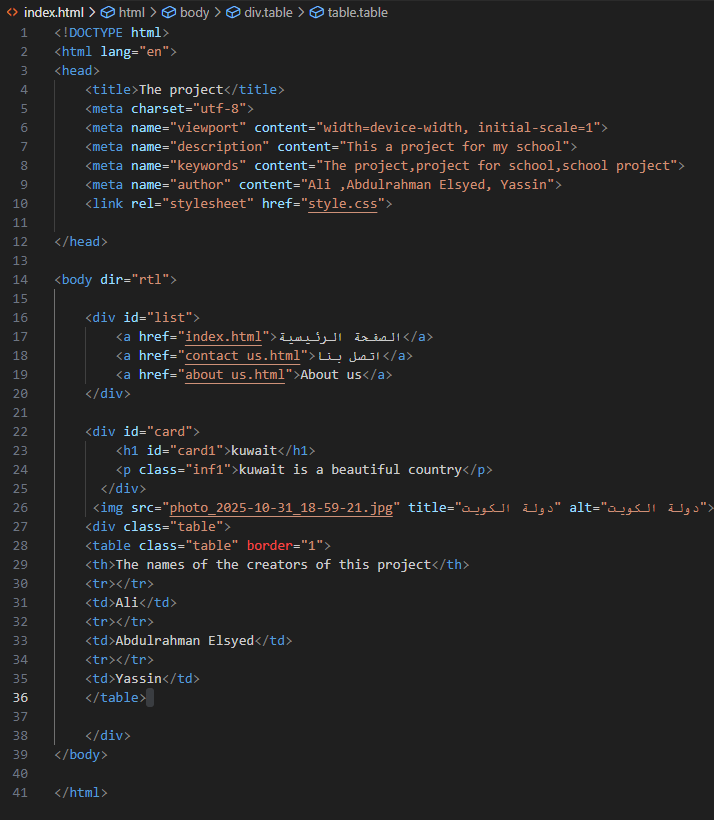 index.html > html > body > div.table > table.table
1 <!DOCTYPE html>
2 <html lang="en">
3 <head>
4 <title>The project</title>
5 <meta charset="utf-8">
6 <meta name="viewport" content="width=device-width, initial-scale=1">
7 <meta name="description" content="This a project for my school">
8 <meta name="keywords" content="The project,project for school,school project">
9 <meta name="author" content="Ali ,Abdulrahman Elsyed, Yassin">
10 <link rel="stylesheet" href="style.css">
11
12 </head>
13
14 <body dir="rtl">
15
16 <div id="list">
17 <a href="index.html">الصفحة الرئيسية</a>
18 <a href="contact us.html">اتصل بنا</a>
19 <a href="about us.html">About us</a>
20 </div>
21
22 <div id="card">
23 <h1 id="card1">kuwait</h1>
24 <p class="inf1">kuwait is a beautiful country</p>
25 </div>
26 <img src="photo_2025-10-31_18-59-21.jpg" title="دولة الكويت" alt="دولة الكويت">
27 <div class="table">
28 <table class="table" border="1">
29 <th>The names of the creators of this project</th>
30 <tr></tr>
31 <td>Ali</td>
32 <tr></tr>
33 <td>Abdulrahman Elsyed</td>
34 <tr></tr>
35 <td>Yassin</td>
36 </table>
37
38 </div>
39 </body>
40
41 </html>